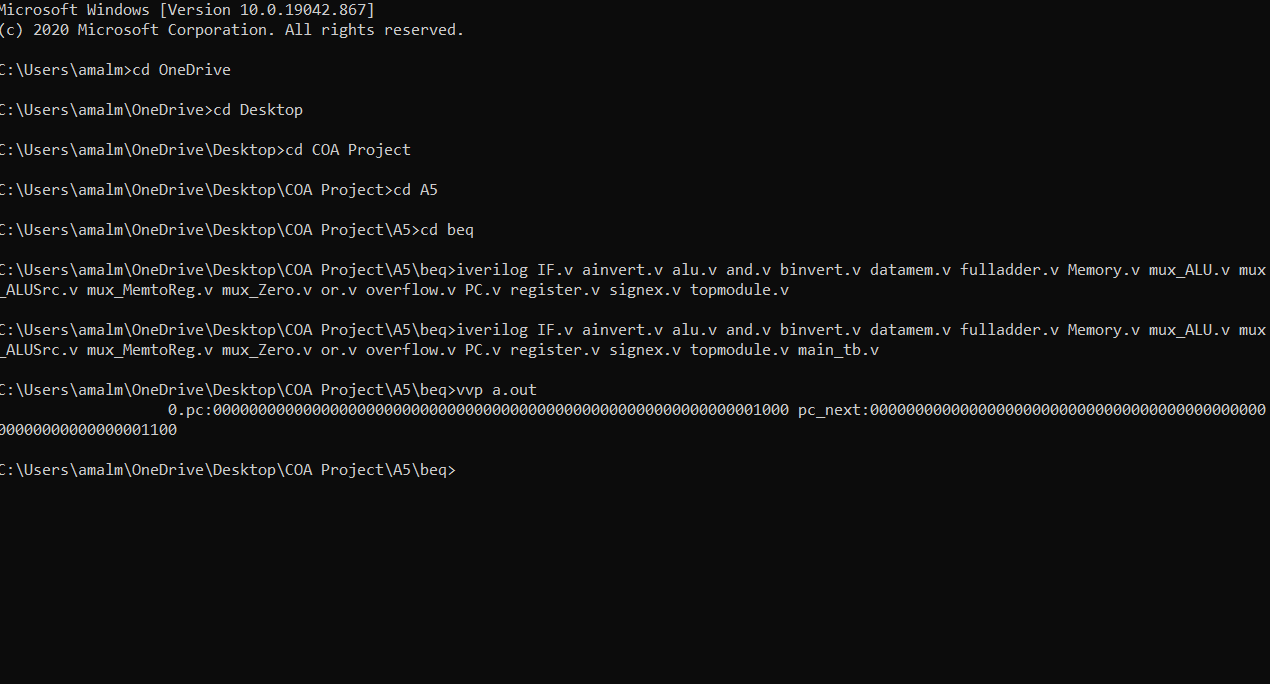 Microsoft Windows [Version 10.0.19042.867]
(c) 2020 Microsoft Corporation. All rights reserved.
C:\Users\amalm>cd OneDrive
C:\Users\amalm\OneDrive>cd Desktop
C:\Users\amalm\OneDrive\Desktop>cd COA Project
C:\Users\amalm\OneDrive\Desktop\COA Project>cd A5
C:\Users\amalm\OneDrive\Desktop\COA Project\A5>cd beq
C:\Users\amalm\OneDrive\Desktop\COA Project\A5\beq>iverilog IF.v ainvert.v alu.v and.v binvert.v datamem.v fulladder.v Memory.v mux_ALU.v mux
_ALUSrc.v mux_MemtoReg.v mux_Zero.v or.v overflow.v PC.v register.v signex.v topmodule.v
C:\Users\amalm\OneDrive\Desktop\COA Project\A5\beq>iverilog IF.v ainvert.v alu.v and.v binvert.v datamem.v fulladder.v Memory.v mux_ALU.v mux
_ALUSrc.v mux_MemtoReg.v mux_Zero.v or.v overflow.v PC.v register.v signex.v topmodule.v main_tb.v
C:\Users\amalm\OneDrive\Desktop\COA Project\A5\beq>vvp a.out
0.pc:0000000000000000000000000000000000000000000000000000000000001000 pc_next:00000000000000000000000000000000000000000000
00000000000000001100
C:\Users\amalm\OneDrive\Desktop\COA Project\A5\beq>